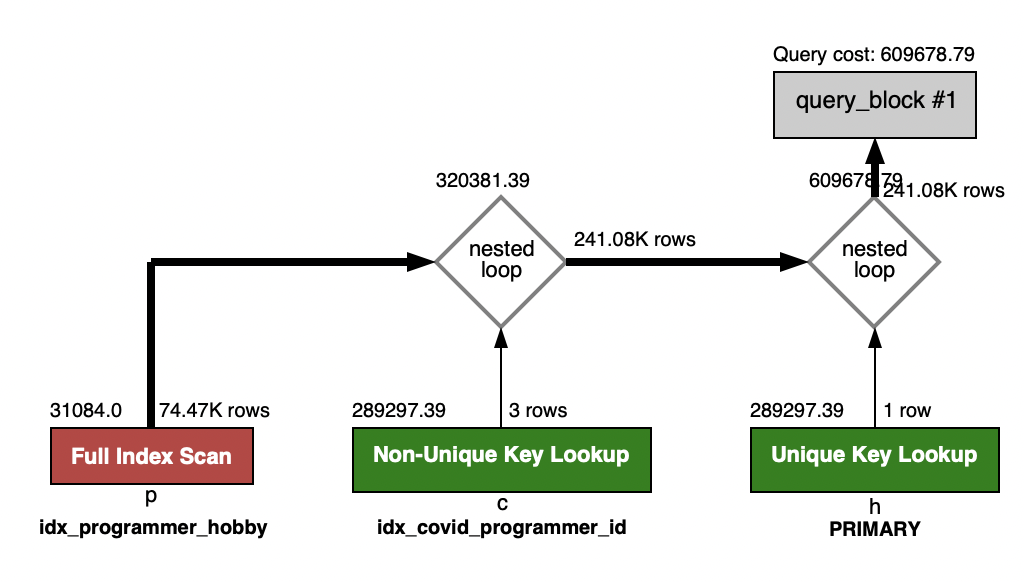 Query cost: 609678.79
query_block #1
320381.39
609678.79
241.08K rows
nested
loop
241.08K rows
nested
loop
31084.0
74.47K rows
289297.39
3 rows
289297.39
1 row
Full Index Scan
Non-Unique Key Lookup
Unique Key Lookup
p
c
h
idx_programmer_hobby
idx_covid_programmer_id
PRIMARY